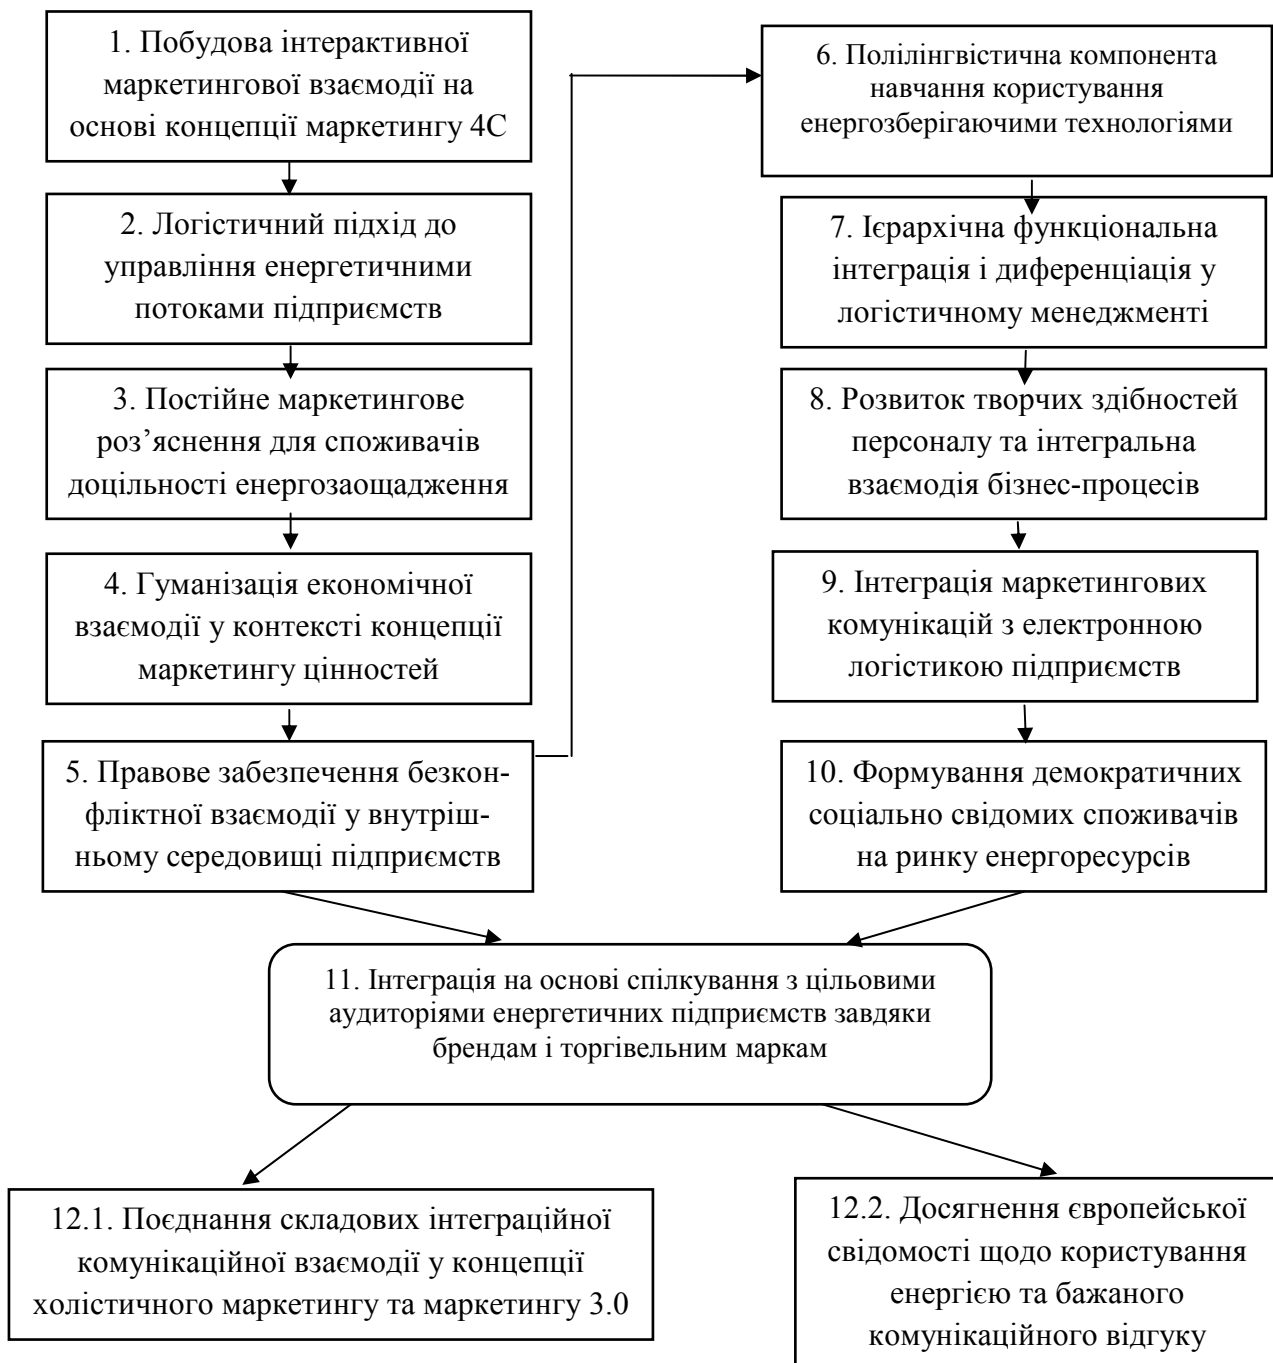 1. Побудова інтерактивної
маркетингової взаємодії на
основі концепції маркетингу 4С
2. Логістичний підхід до
управління енергетичними
потоками підприємств
3. Постійне маркетингове
роз’яснення для споживачів
доцільності енергозаощадження
4. Гуманізація економічної
взаємодії у контексті концепції
маркетингу цінностей
5. Правове забезпечення безкон-
фліктної взаємодії у внутріш-
ньому середовищі підприємств
6. Полілінгвістична компонента
навчання користування
енергозберігаючими технологіями
7. Ієрархічна функціональна
інтеграція і диференціація у
логістичному менеджменті
8. Розвиток творчих здібностей
персоналу та інтегральна
взаємодія бізнес-процесів
9. Інтеграція маркетингових
комунікацій з електронною
логістикою підприємств
10. Формування демократичних
соціально свідомих споживачів
на ринку енергоресурсів
11. Інтеграція на основі спілкування з цільовими
аудиторіями енергетичних підприємств завдяки
брендам і торгівельним маркам
12.1. Поєднання складових інтеграційної
комунікаційної взаємодії у концепції
холістичного маркетингу та маркетингу 3.0
12.2. Досягнення європейської
свідомості щодо користування
енергією та бажаного
комунікаційного відгуку